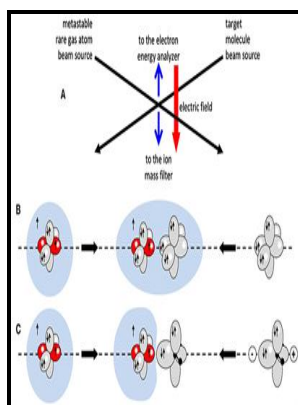 metastable
rare gas atom
beam source
to the electron
energy analyzer
target
molecule
beam source
A
electric field
to the ion
mass filter
B
C